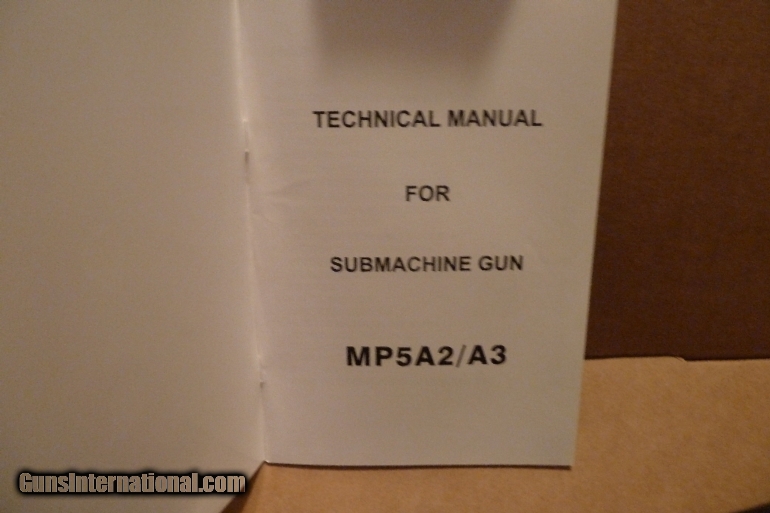 TECHNICAL MANUAL
FOR
SUBMACHINE GUN
MP5A2/A3
GunsInternational.com